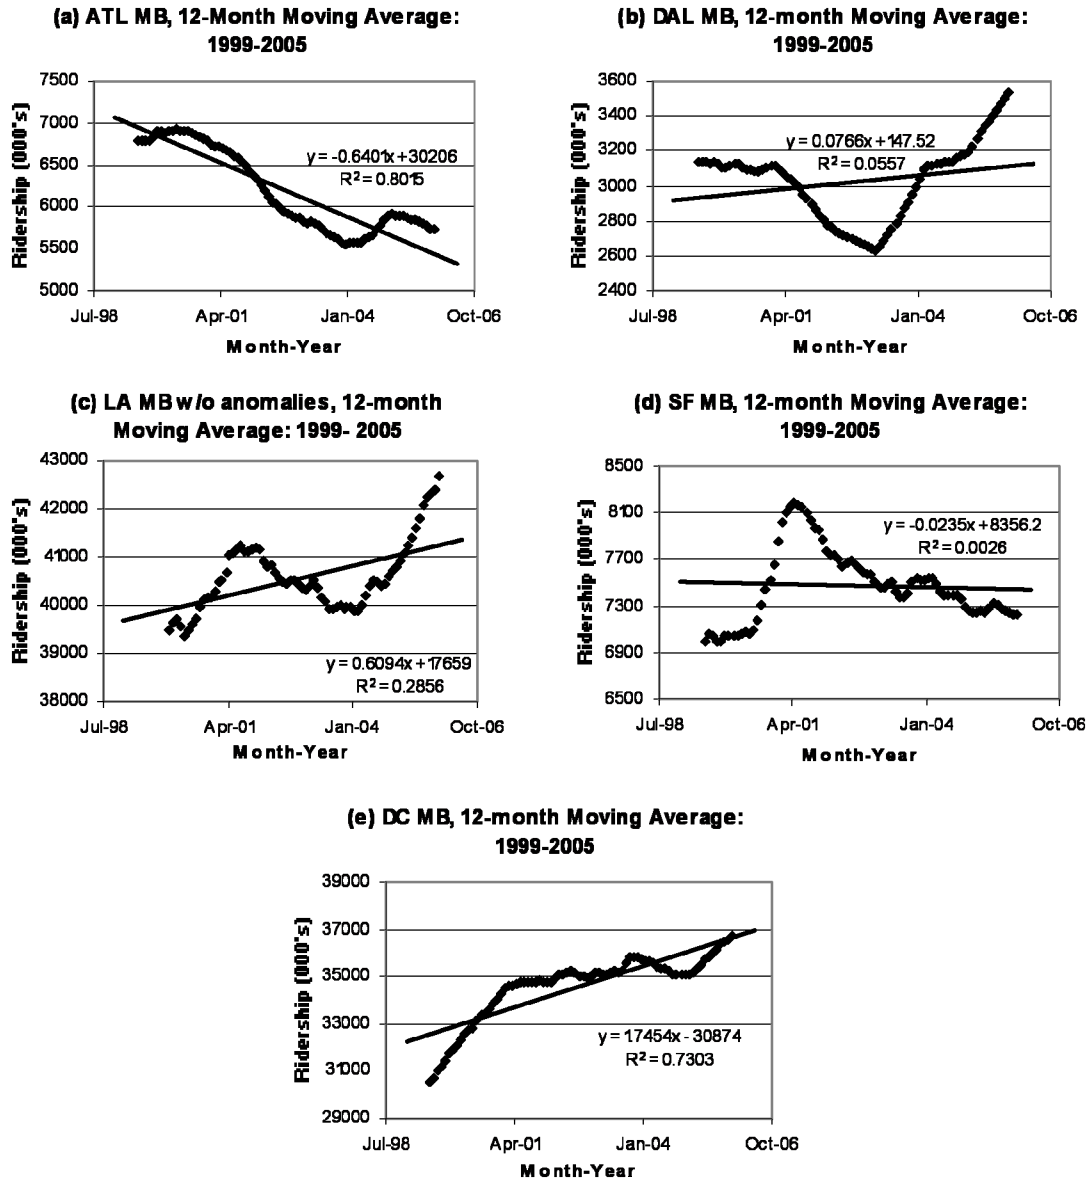 (a) ATL MB, 12-Month Moving Average:
1999-2005
7500
7000
6500
6000
5500
5000
Ridership (000's)
y = -0.6401x + 30206
R² = 0.8015
Jul-98 Apr-01 Jan-04 Oct-06
Month-Year
(b) DAL MB, 12-month Moving Average:
1999-2005
3600
3400
3200
3000
2800
2600
2400
Ridership (000's)
y = 0.0766x + 147.52
R² = 0.0557
Jul-98 Apr-01 Jan-04 Oct-06
Month-Year
(c) LA MB w/o anomalies, 12-month
Moving Average: 1999- 2005
43000
42000
41000
40000
39000
38000
Ridership (000's)
y = 0.6094x + 17659
R² = 0.2856
Jul-98 Apr-01 Jan-04 Oct-06
Month-Year
(d) SF MB, 12-month Moving Average:
1999-2005
8500
8100
7700
7300
6900
6500
Ridership (000's)
y = -0.0235x + 8356.2
R² = 0.0026
Jul-98 Apr-01 Jan-04 Oct-06
Month-Year
(e) DC MB, 12-month Moving Average:
1999-2005
39000
37000
35000
33000
31000
29000
Ridership (000's)
y = 1.7454x - 30874
R² = 0.7303
Jul-98 Apr-01 Jan-04 Oct-06
Month-Year